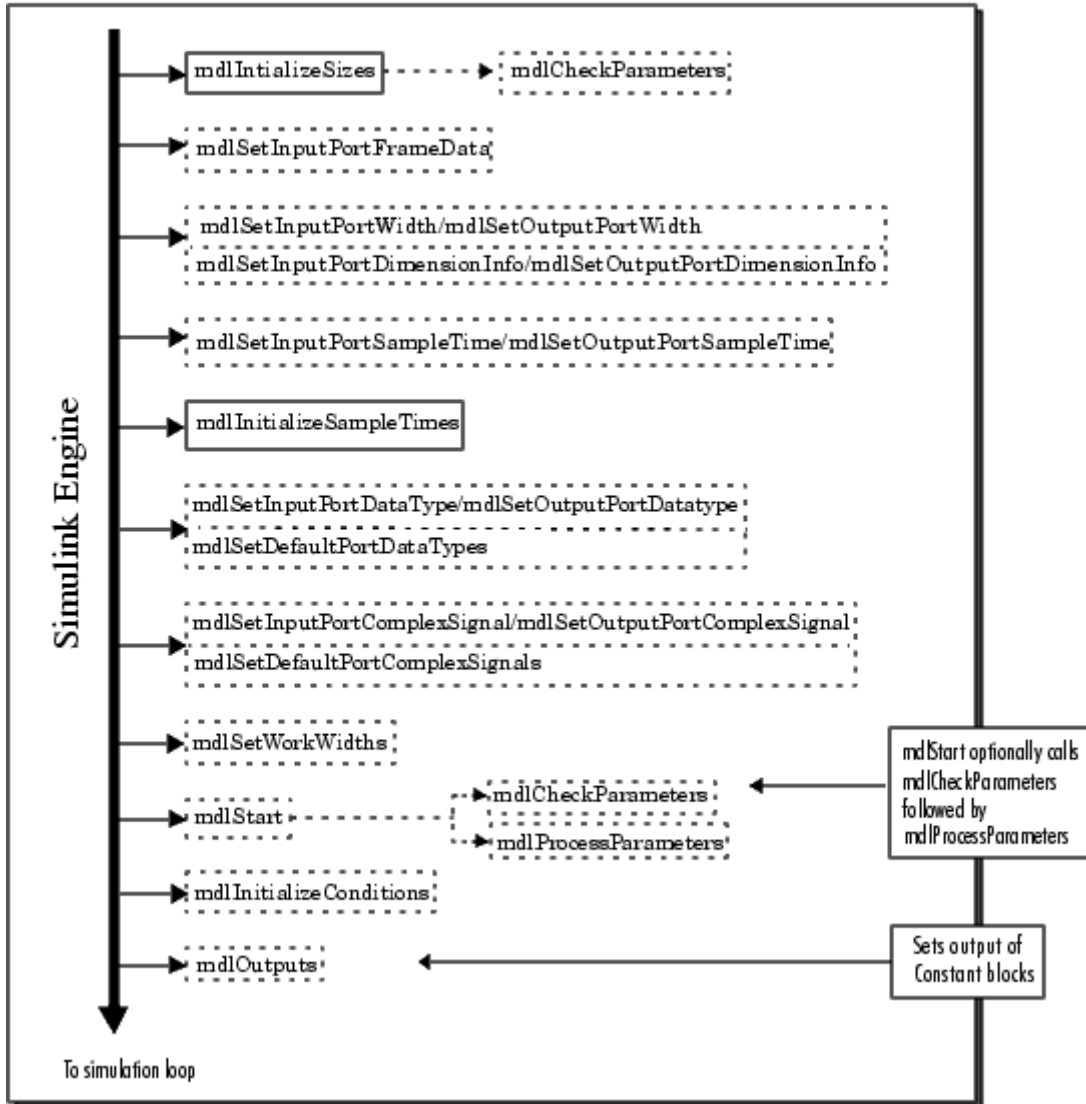 Simulink Engine
mdlIntializeSizes
mdlCheckParameters
mdlSetInputPortFrameData
mdlSetInputPortWidth/mdlSetOutputPortWidth
mdlSetInputPortDimensionInfo/mdlSetOutputPortDimensionInfo
mdlSetInputPortSampleTime/mdlSetOutputPortSampleTime
mdlInitializeSampleTimes
mdlSetInputPortDataType/mdlSetOutputPortDatatype
mdlSetDefaultPortDataTypes
mdlSetInputPortComplexSignal/mdlSetOutputPortComplexSignal
mdlSetDefaultPortComplexSignals
mdlSetWorkWidths
mdlStart
mdlCheckParameters
mdlProcessParameters
mdlStart optionally calls
mdlCheckParameters
followed by
mdlProcessParameters
mdlInitializeConditions
mdlOutputs
Sets output of
Constant blocks
To simulation loop